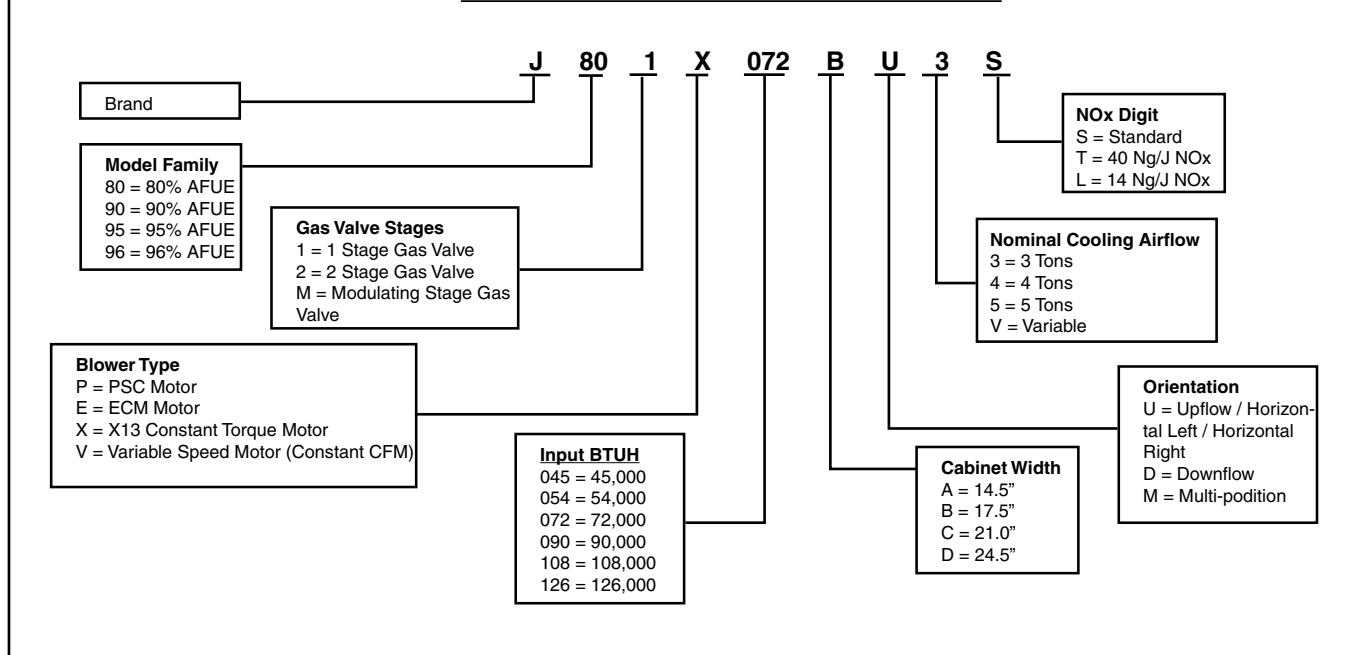 J 80 1 X 072 B U 3 S
Brand
Model Family
80 = 80% AFUE
90 = 90% AFUE
95 = 95% AFUE
96 = 96% AFUE
Gas Valve Stages
1 = 1 Stage Gas Valve
2 = 2 Stage Gas Valve
M = Modulating Stage Gas
Valve
Blower Type
P = PSC Motor
E = ECM Motor
X = X13 Constant Torque Motor
V = Variable Speed Motor (Constant CFM)
Input BTUH
045 = 45,000
054 = 54,000
072 = 72,000
090 = 90,000
108 = 108,000
126 = 126,000
Cabinet Width
A = 14.5”
B = 17.5”
C = 21.0”
D = 24.5”
Orientation
U = Upflow / Horizon-
tal Left / Horizontal
Right
D = Downflow
M = Multi-podition
Nominal Cooling Airflow
3 = 3 Tons
4 = 4 Tons
5 = 5 Tons
V = Variable
NOx Digit
S = Standard
T = 40 Ng/J NOx
L = 14 Ng/J NOx